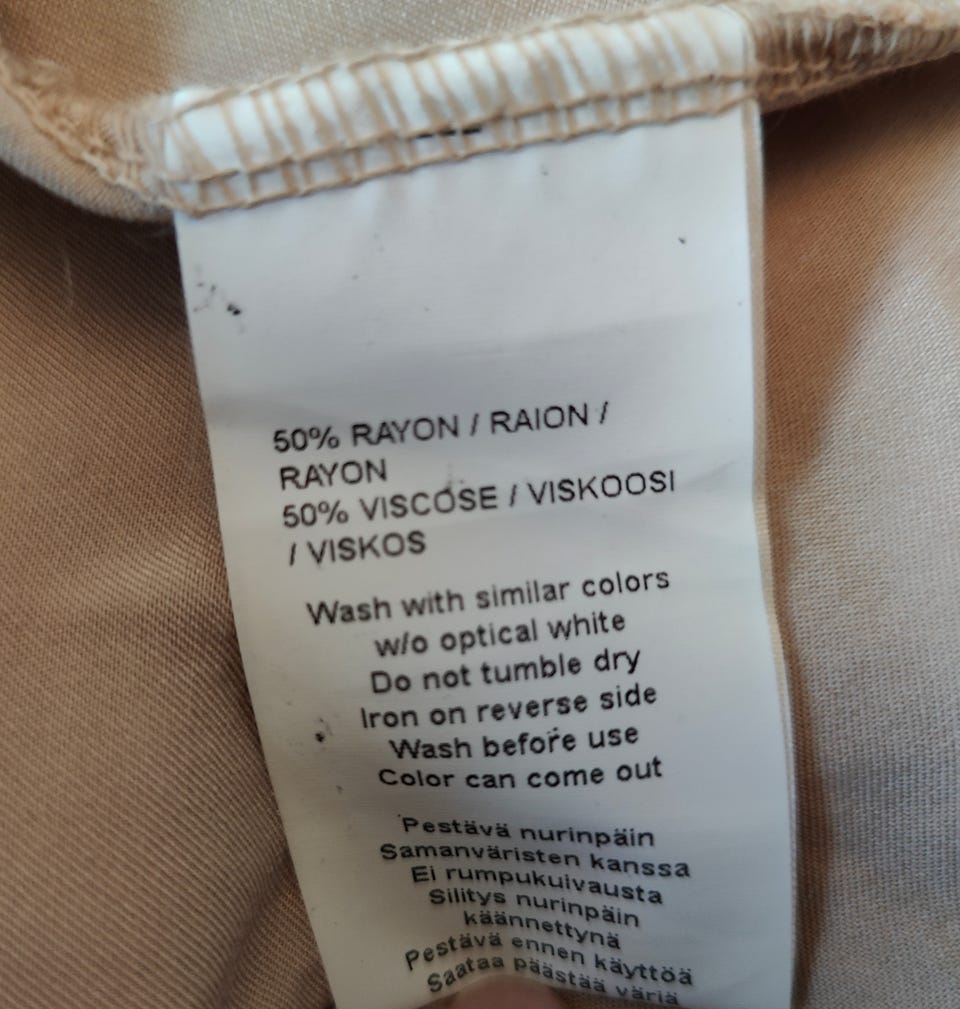 50% RAYON / RAION /
RAYON
50% VISCOSE / VISKOOSI
/ VISKOS
Wash with similar colors
w/o optical white
Do not tumble dry
Iron on reverse side
Wash before use
Color can come out
Pestävä nurinpäin
Samanväristen kanssa
Ei rumpukuivausta
Silitys nurinpäin
käännettynä
Pestävä ennen käyttöä
Saataa päästää väriä